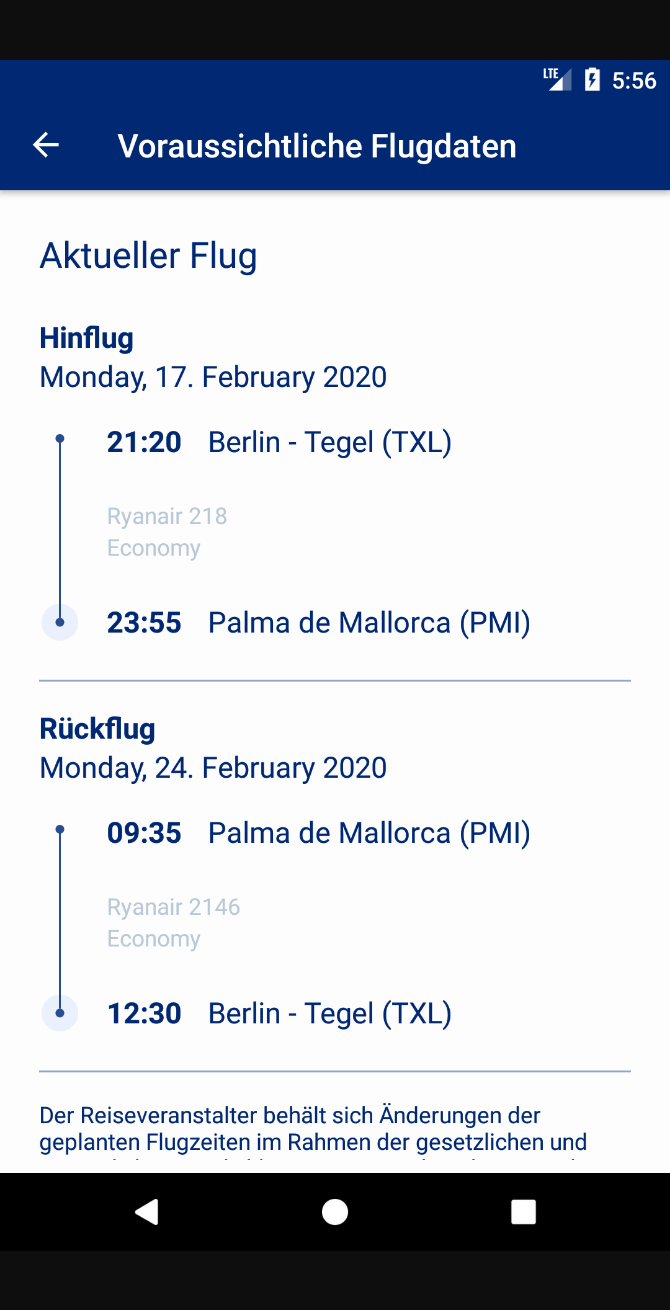 LTE 5:56
Voraussichtliche Flugdaten
Aktueller Flug
Hinflug
Monday, 17. February 2020
21:20 Berlin - Tegel (TXL)
Ryanair 218
Economy
23:55 Palma de Mallorca (PMI)
Rückflug
Monday, 24. February 2020
09:35 Palma de Mallorca (PMI)
Ryanair 2146
Economy
12:30 Berlin - Tegel (TXL)
Der Reiseveranstalter behält sich Änderungen der
geplanten Flugzeiten im Rahmen der gesetzlichen und